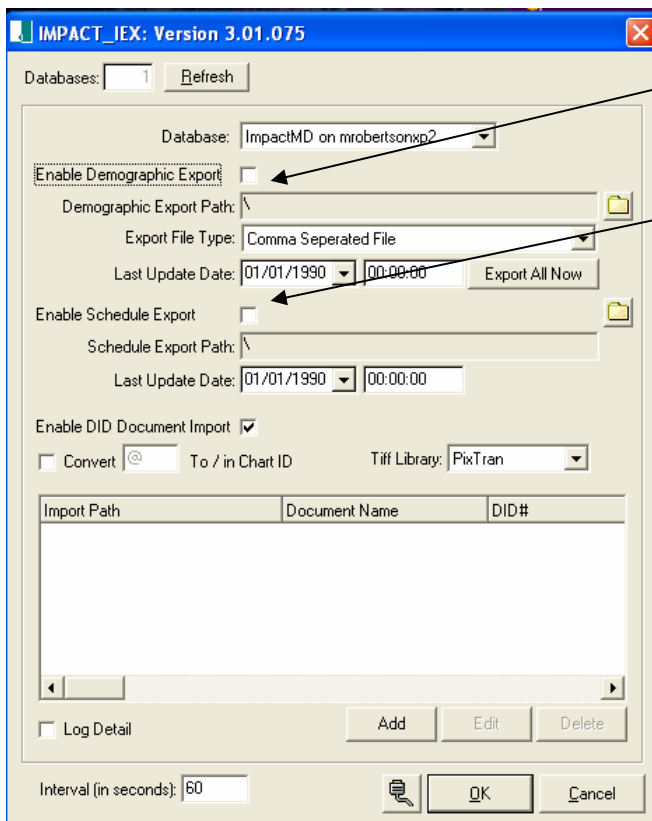 IMPACT_IEX: Version 3.01.075
Databases: 1 Refresh
Database: ImpactMD on mrobertsonxp2
Enable Demographic Export
Demographic Export Path: \
Export File Type: Comma Seperated File
Last Update Date: 01/01/1990 00:00:00 Export All Now
Enable Schedule Export
Schedule Export Path: \
Last Update Date: 01/01/1990 00:00:00
Enable DID Document Import
Convert @ To / in Chart ID Tiff Library: PixTran
Import Path Document Name DID#
Log Detail Add Edit Delete
Interval (in seconds): 60 OK Cancel